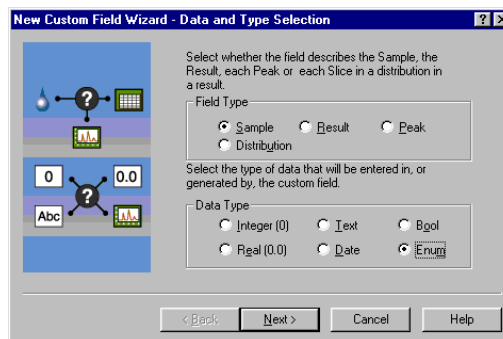 New Custom Field Wizard - Data and Type Selection
Select whether the field describes the Sample, the
Result, each Peak or each Slice in a distribution in
a result.
Field Type
Sample Result Peak
Distribution
Select the type of data that will be entered in, or
generated by, the custom field.
Data Type
Integer (0) Text Bool
Real (0.0) Date Enum
0 0.0
Abc
< Back Next > Cancel Help